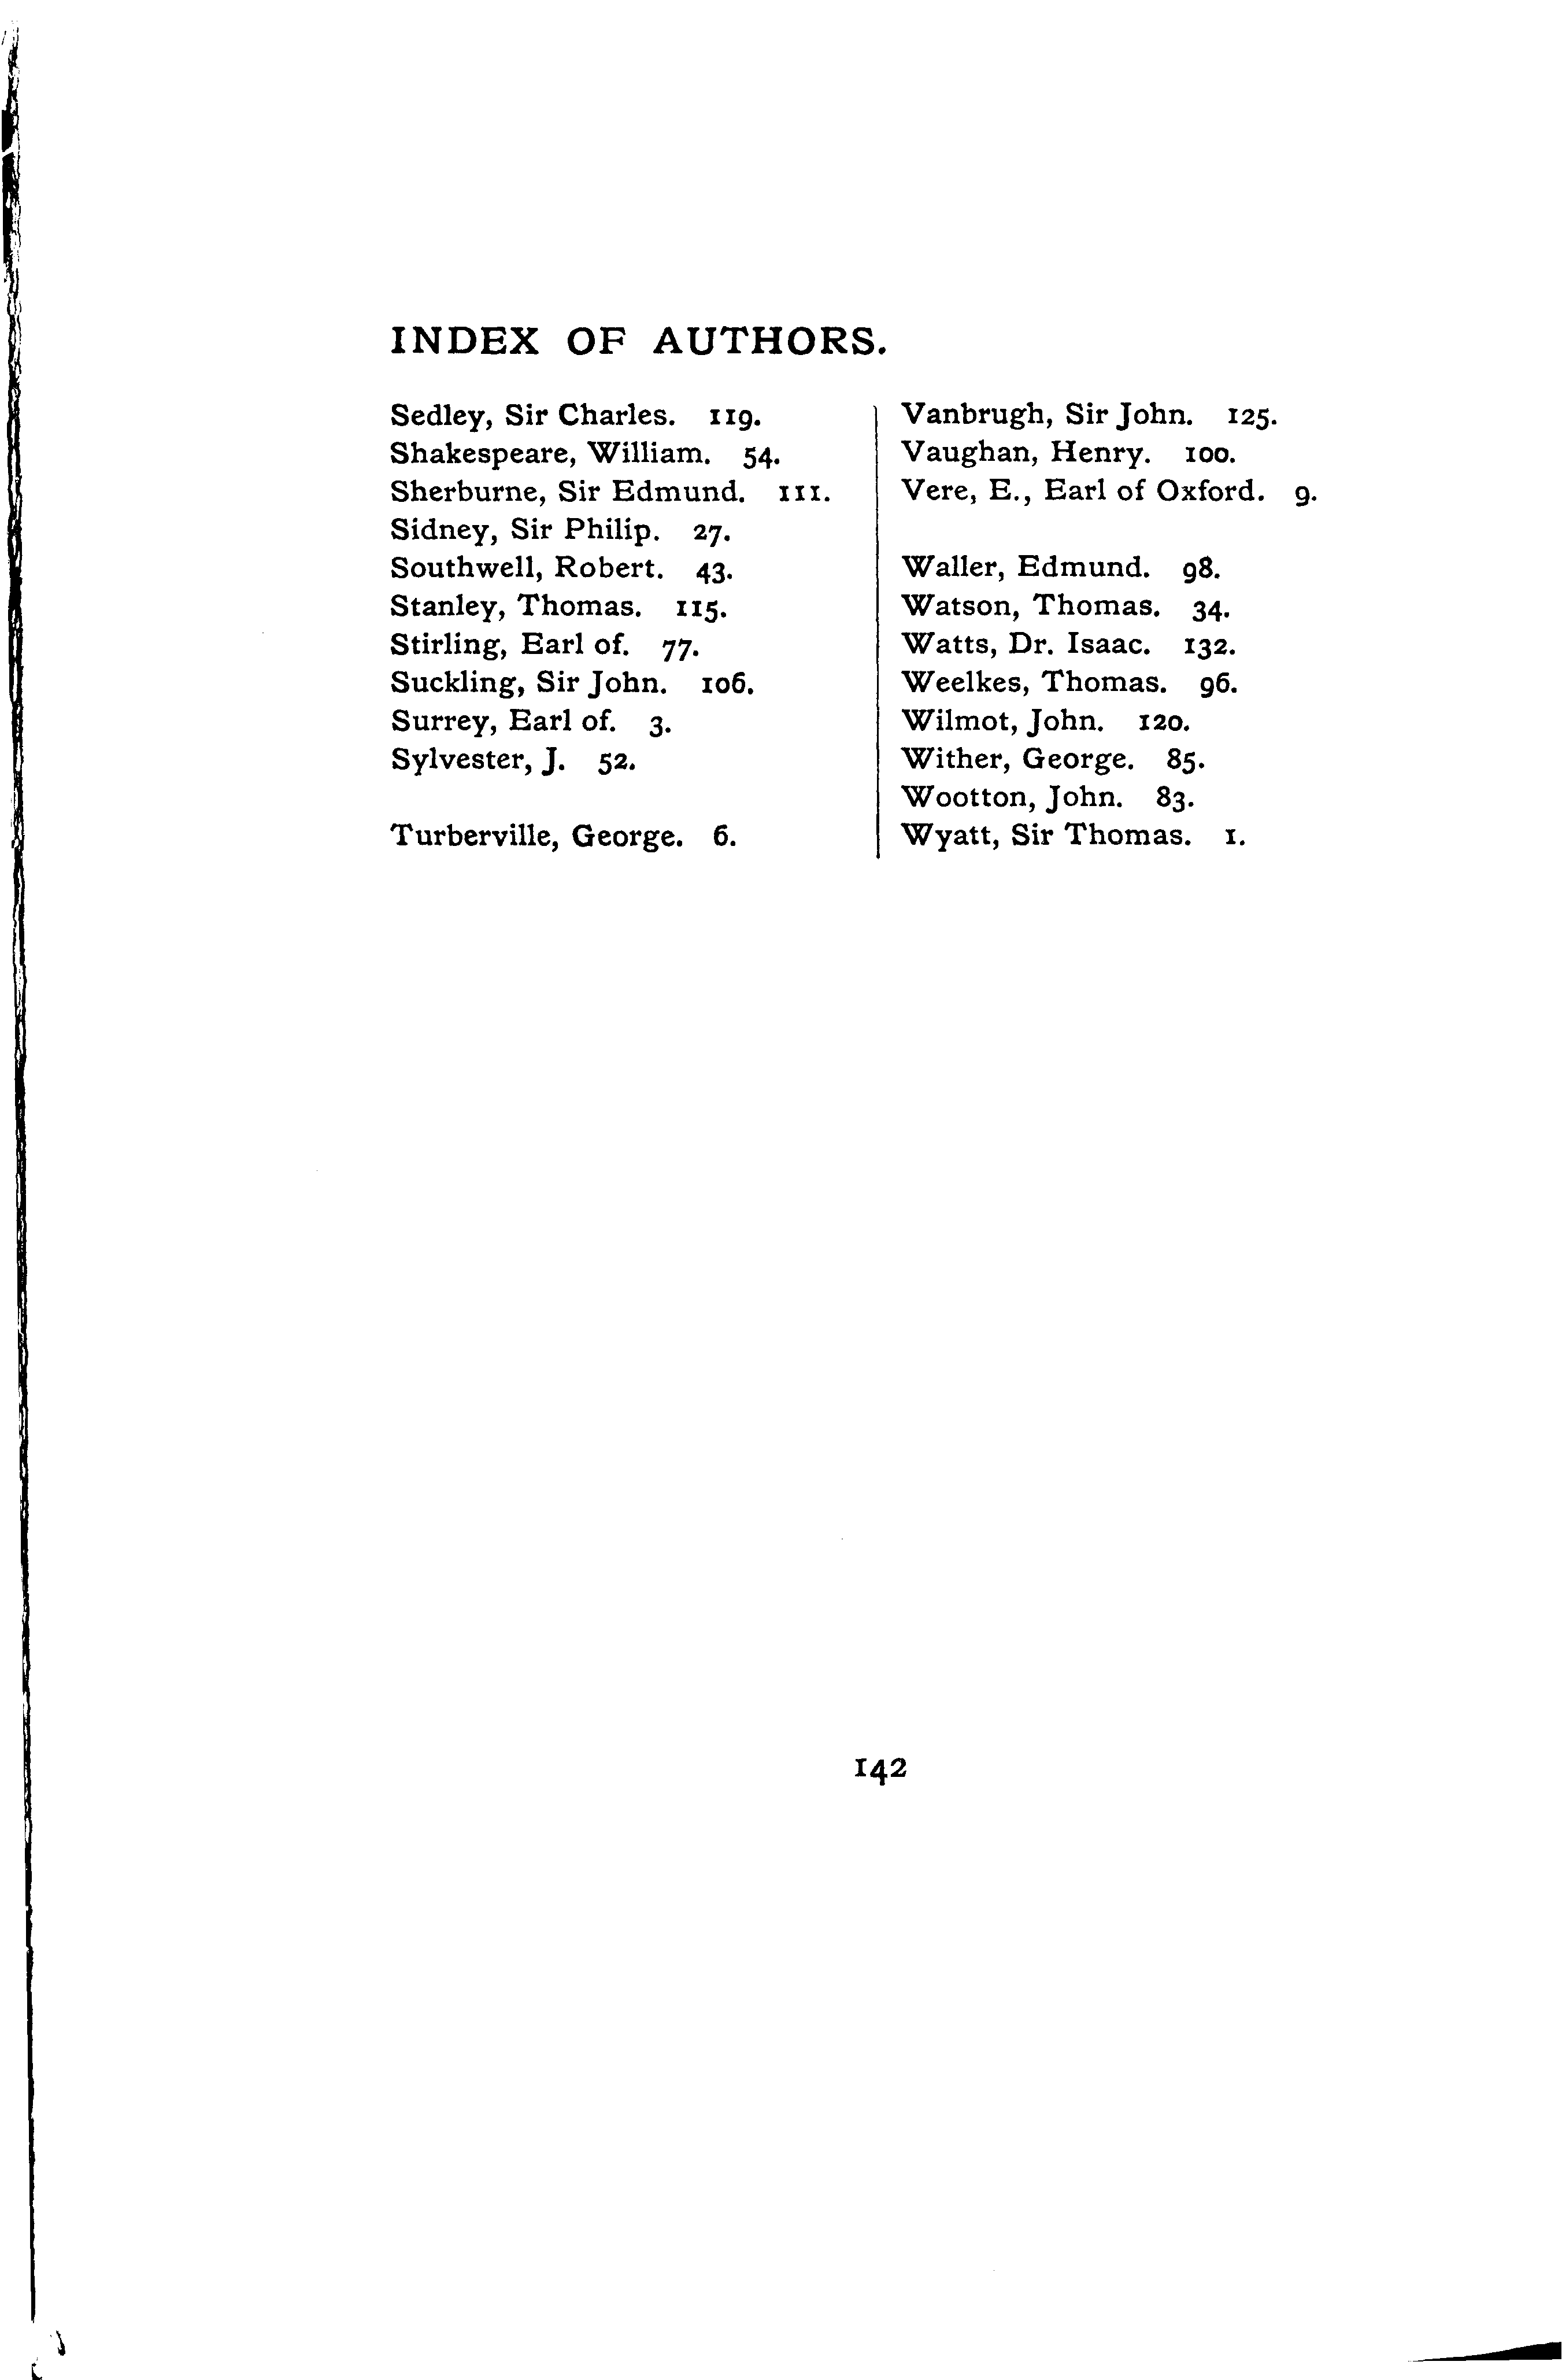 INDEX OF AUTHORS.
Sedley, Sir Charles. 119.
Shakespeare, William. 54.
Sherburne, Sir Edmund. 111.
Sidney, Sir Philip. 27.
Southwell, Robert. 43.
Stanley, Thomas. 115.
Stirling, Earl of. 77.
Suckling, Sir John. 106.
Surrey, Earl of. 3.
Sylvester, J. 52.
Turberville, George. 6.
Vanbrugh, Sir John. 125.
Vaughan, Henry. 100.
Vere, E., Earl of Oxford. 9.
Waller, Edmund. 98.
Watson, Thomas. 34.
Watts, Dr. Isaac. 132.
Weelkes, Thomas. 96.
Wilmot, John. 120.
Wither, George. 85.
Wootton, John. 83.
Wyatt, Sir Thomas. 1.
142